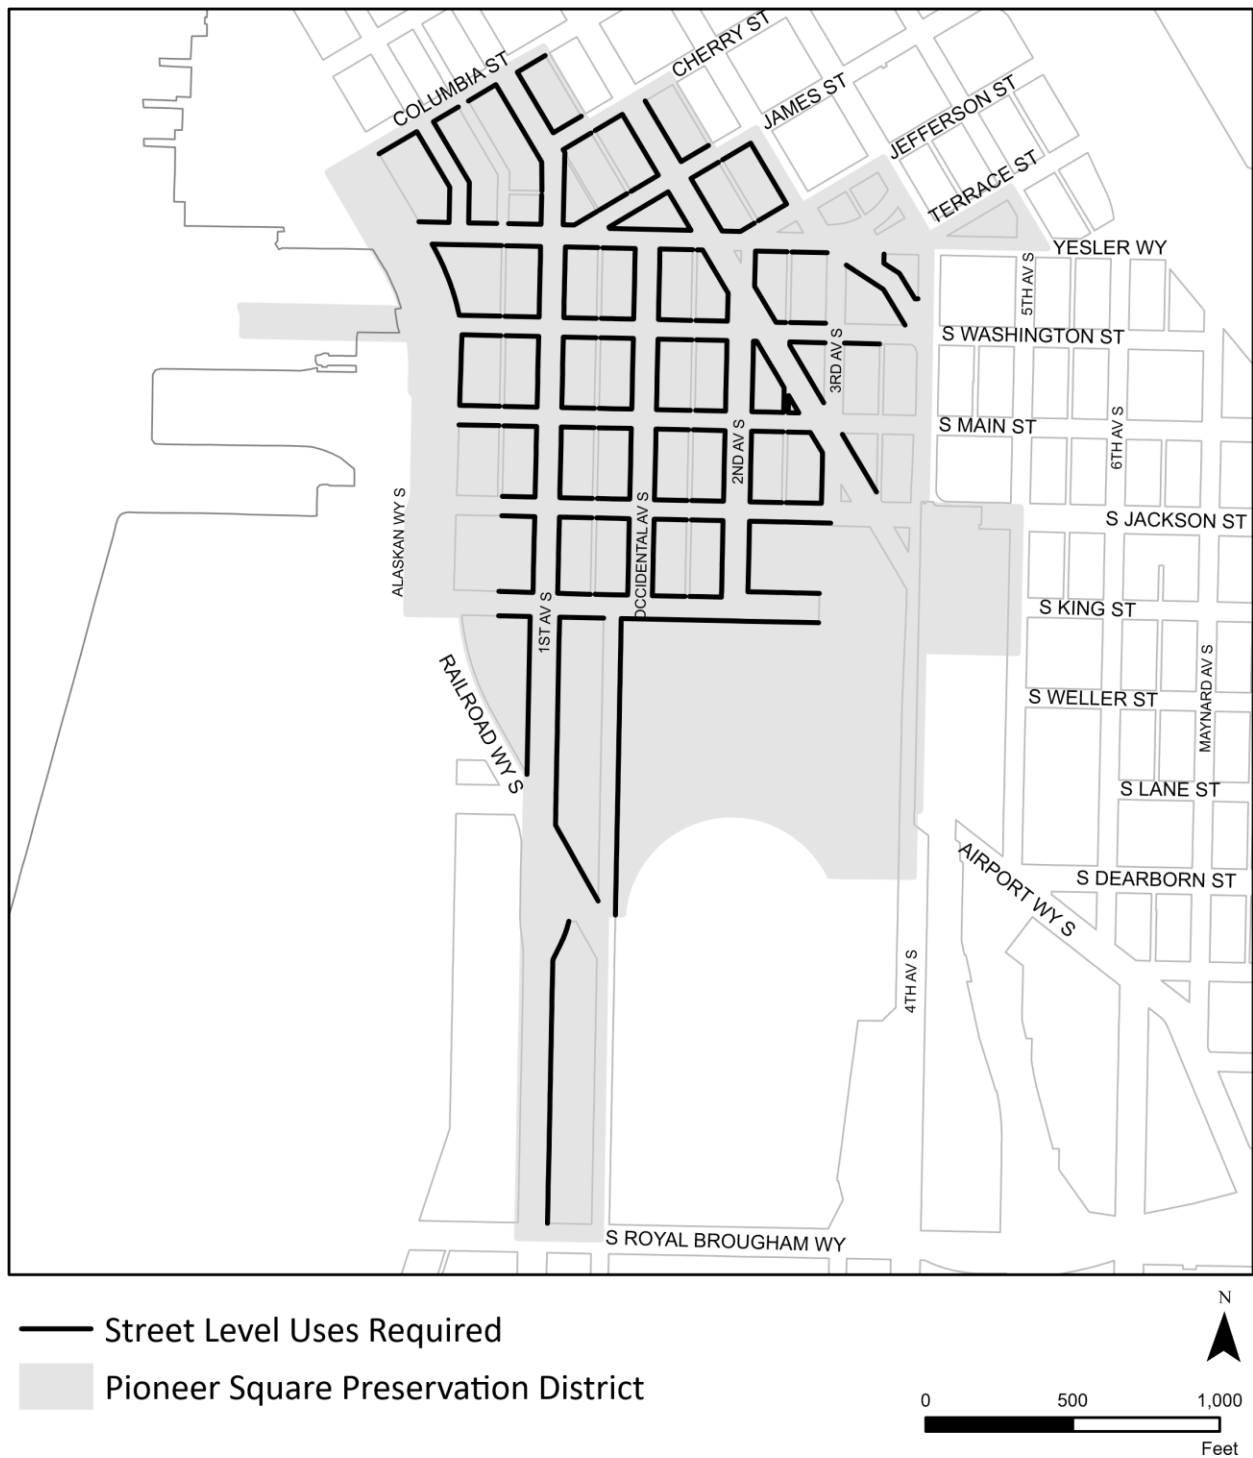 COLUMBIA ST
CHERRY ST
JAMES ST
JEFFERSON ST
TERRACE ST
YESLER WY
5TH AV S
S WASHINGTON ST
3RD AV S
6TH AV S
S MAIN ST
2ND AV S
ALASKAN WY S
OCCIDENTAL AV S
S JACKSON ST
1ST AV S
S KING ST
RAILROAD WY S
MAYNARD AV S
S WELLER ST
S LANE ST
AIRPORT WY S
S DEARBORN ST
4TH AV S
S ROYAL BROUGHAM WY
Street Level Uses Required
Pioneer Square Preservation District
N
0 500 1,000
Feet